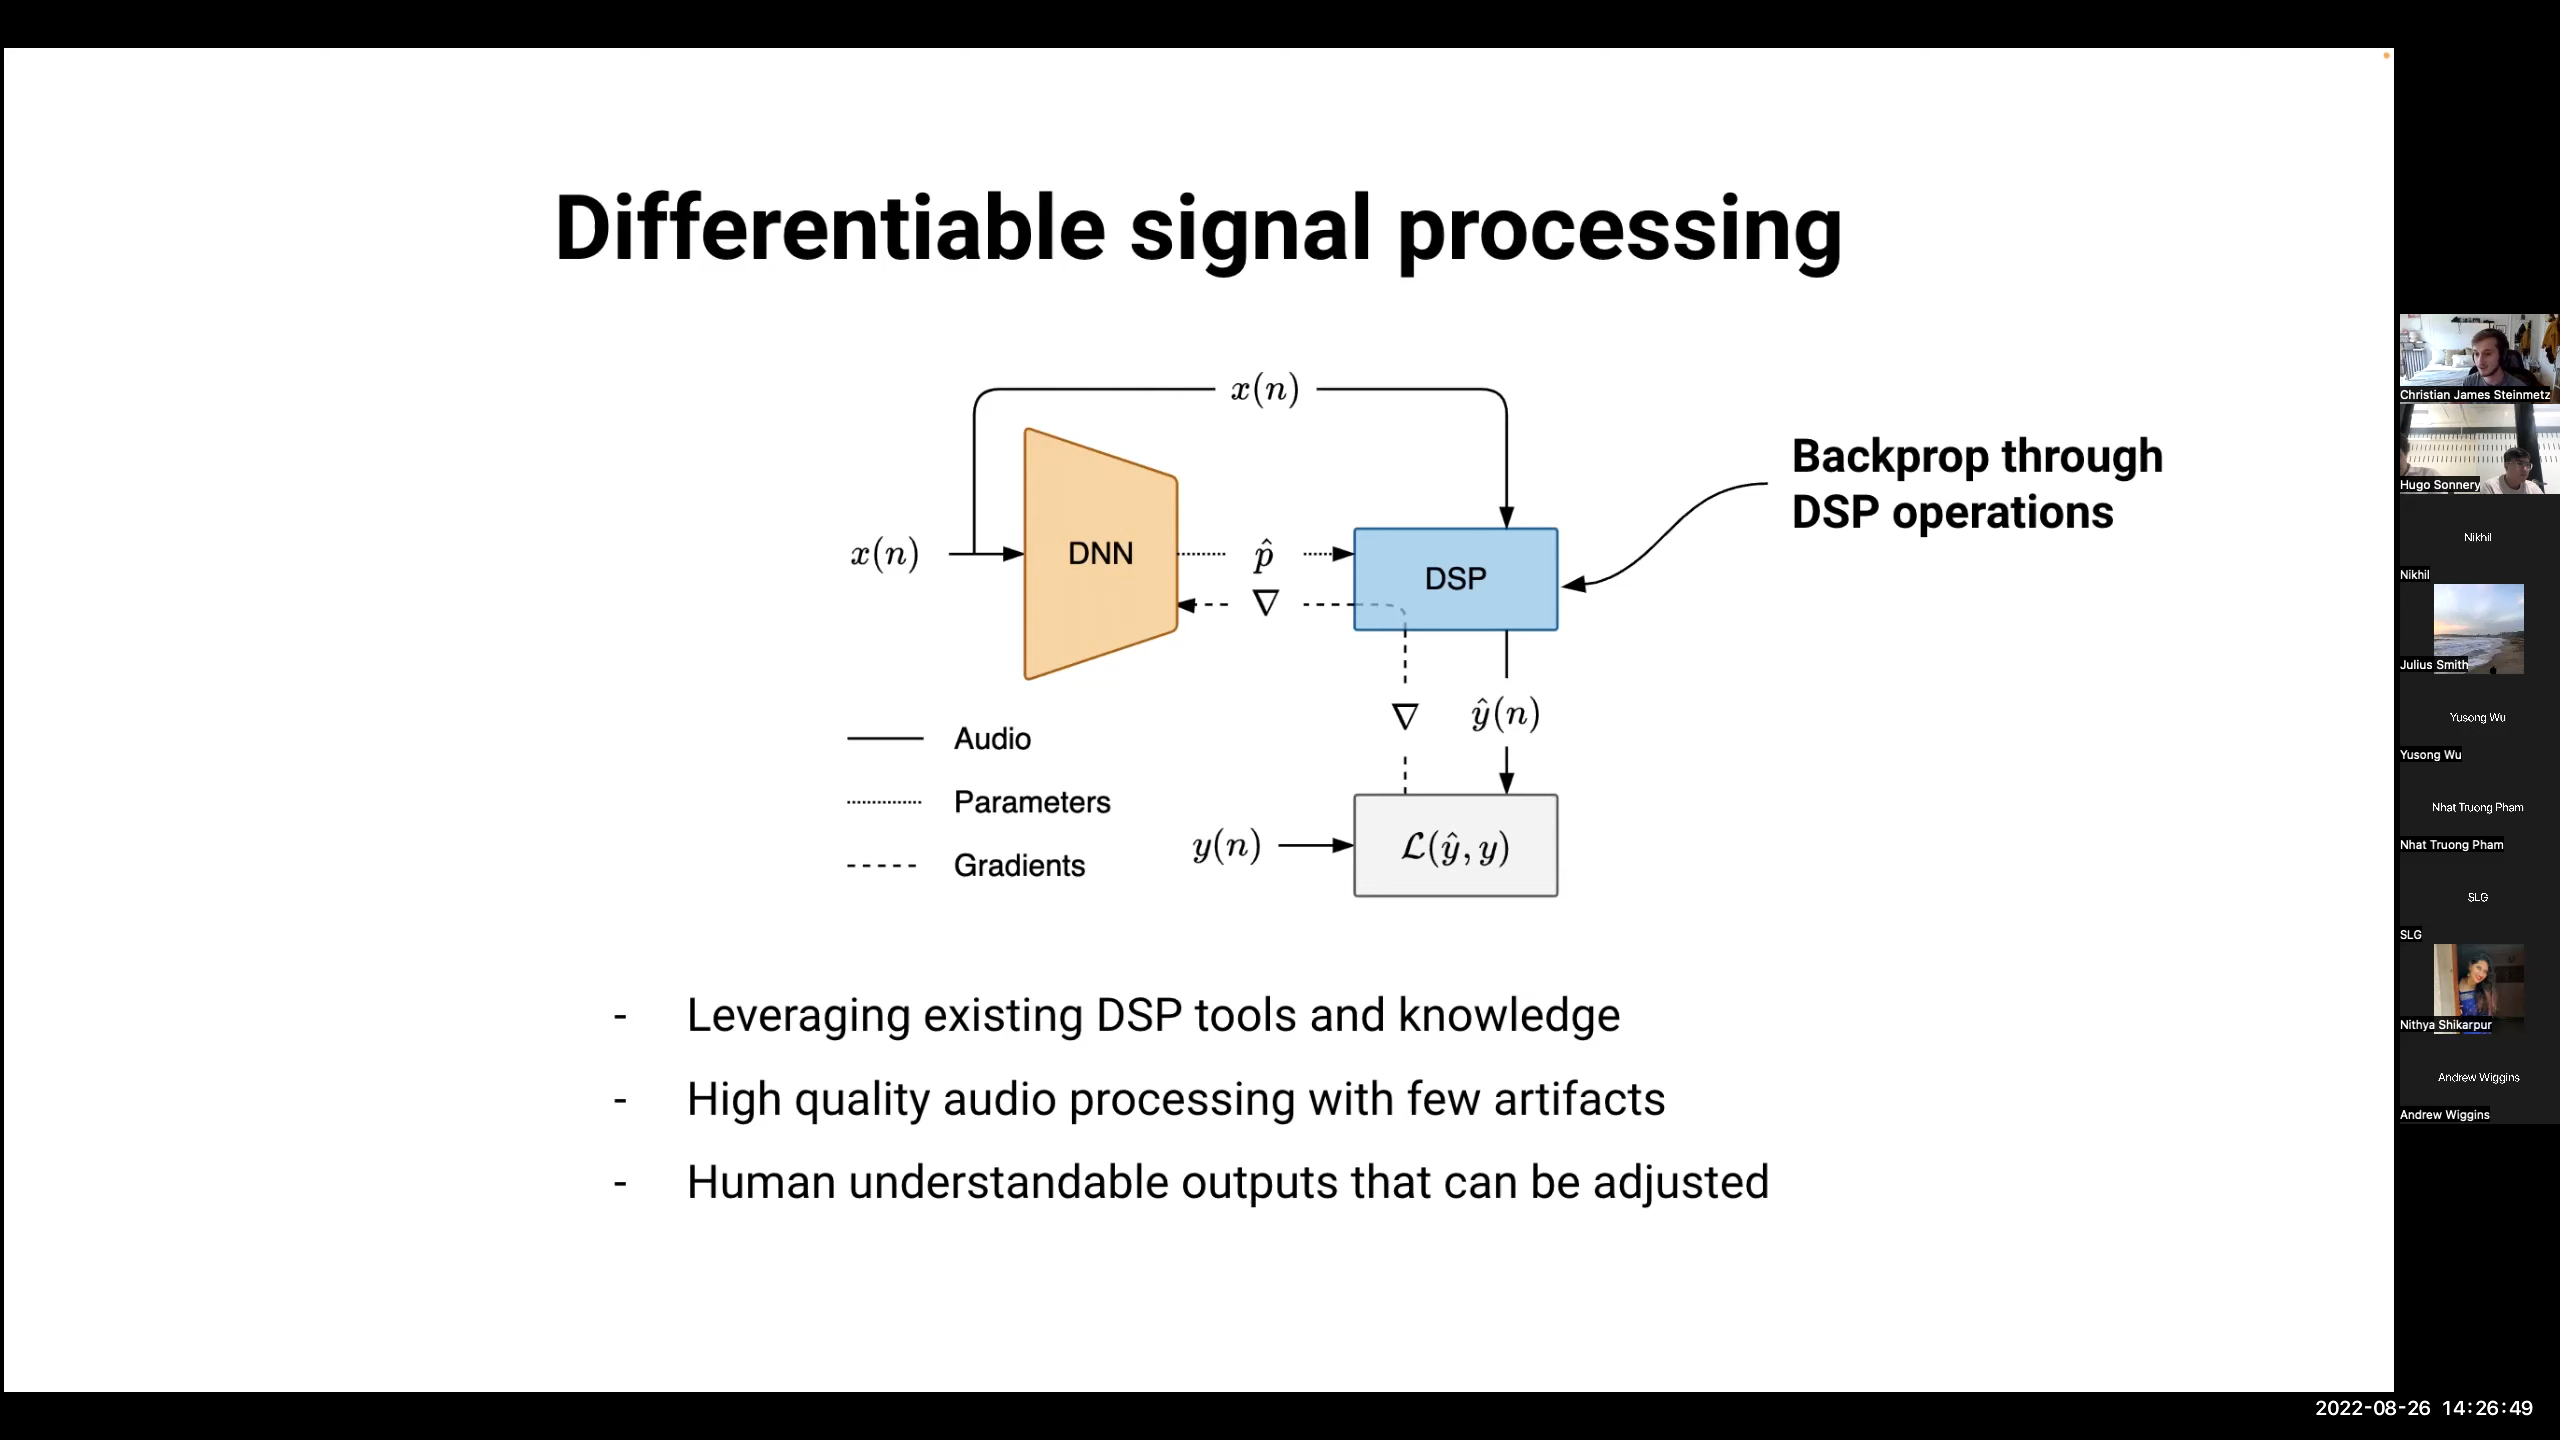 Differentiable signal processing
x(n)
x(n)
DNN
p̂
∇
DSP
Backprop through
DSP operations
∇
ŷ(n)
Audio
Parameters
Gradients
y(n)
ℒ(ŷ, y)
- Leveraging existing DSP tools and knowledge
- High quality audio processing with few artifacts
- Human understandable outputs that can be adjusted
Christian James Steinmetz
Hugo Sonnery
Nikhil
Nikhil
Julius Smith
Yusong Wu
Yusong Wu
Nhat Truong Pham
Nhat Truong Pham
SLG
SLG
Nithya Shikarpur
Andrew Wiggins
Andrew Wiggins
2022-08-26 14:26:49